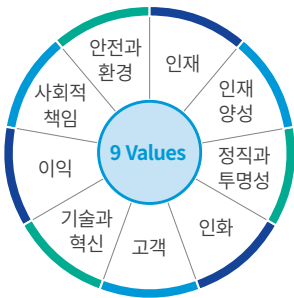 인재
인재
양성
정직과
투명성
인화
고객
기술과
혁신
이익
사회적
책임
안전과
환경
9 Values